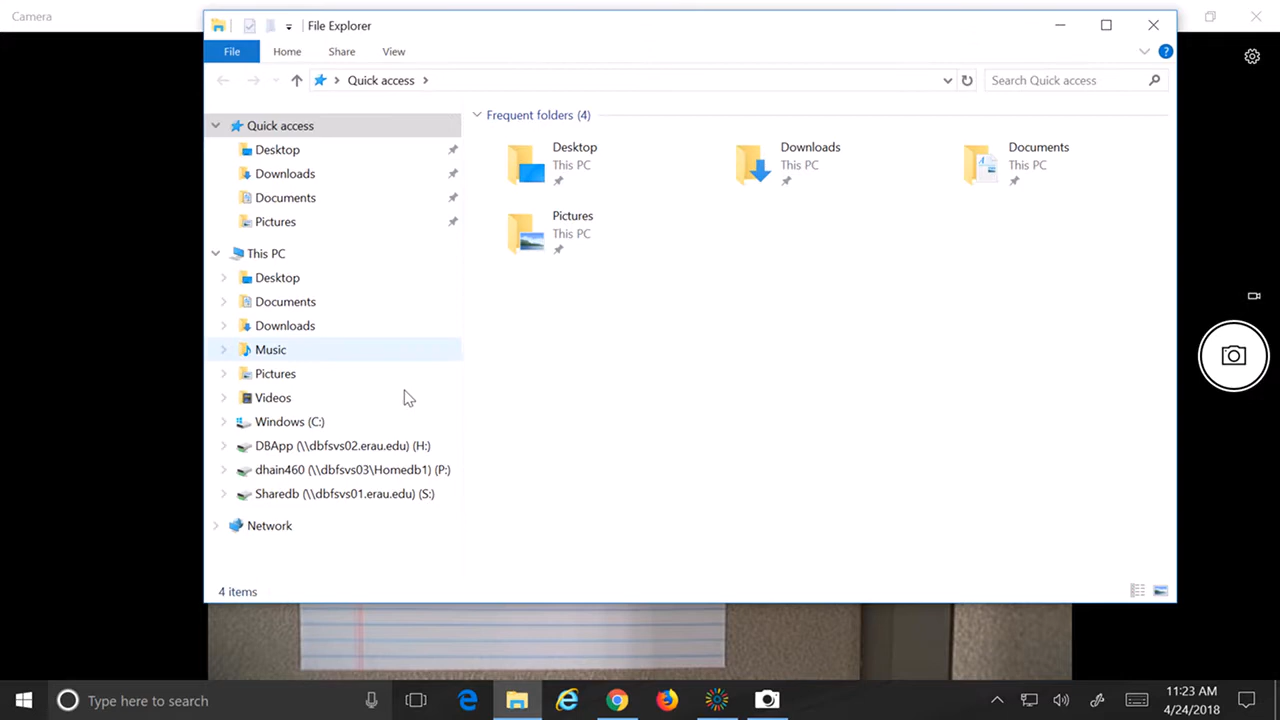 Camera
File Explorer
File Home Share View
Quick access
Search Quick access
Quick access
Desktop
Downloads
Documents
Pictures
This PC
Desktop
Documents
Downloads
Music
Pictures
Videos
Windows (C:)
DBApp (\\dbfsvs02.erau.edu) (H:)
dhain460 (\\dbfsvs03\Homedb1) (P:)
Sharedb (\\dbfsvs01.erau.edu) (S:)
Network
Frequent folders (4)
Desktop
This PC
Downloads
This PC
Documents
This PC
Pictures
This PC
4 items
Type here to search
11:23 AM
4/24/2018